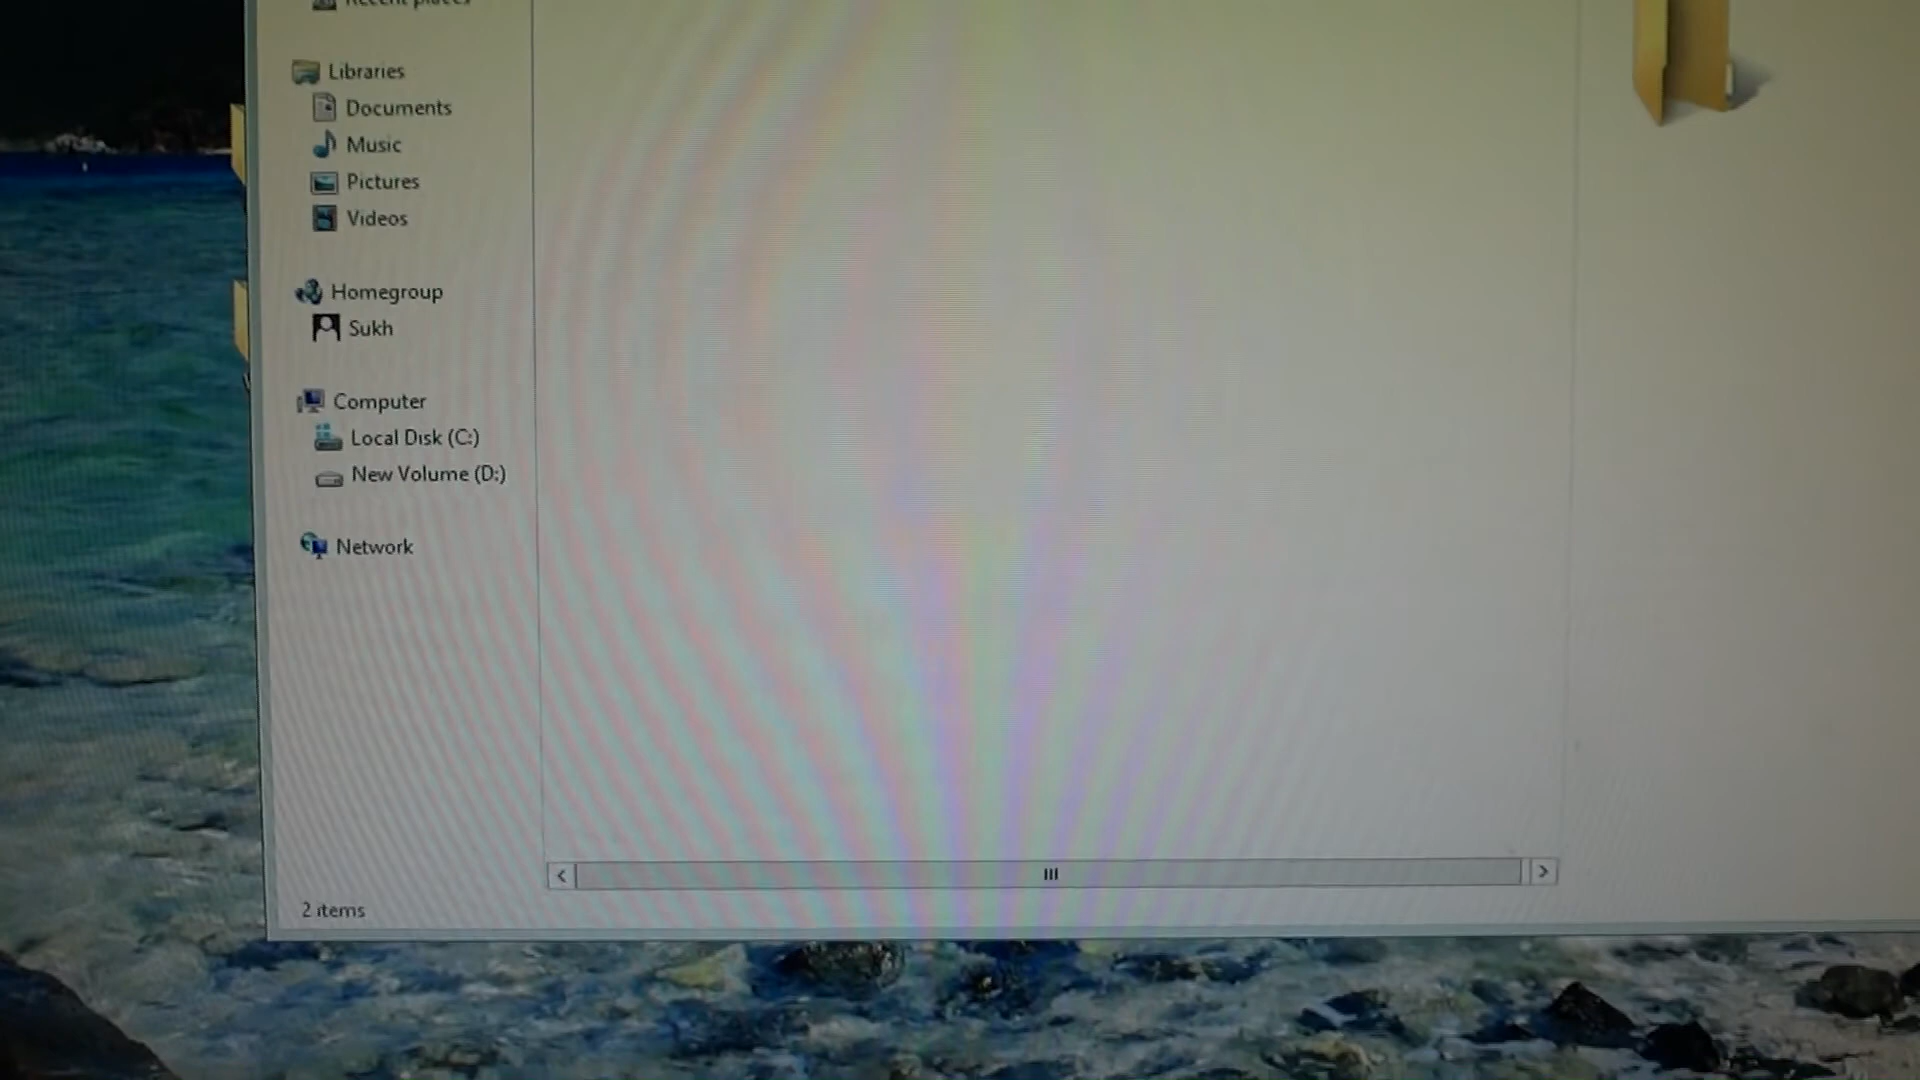 Recent places
Libraries
Documents
Music
Pictures
Videos
Homegroup
Sukh
Computer
Local Disk (C:)
New Volume (D:)
Network
2 items